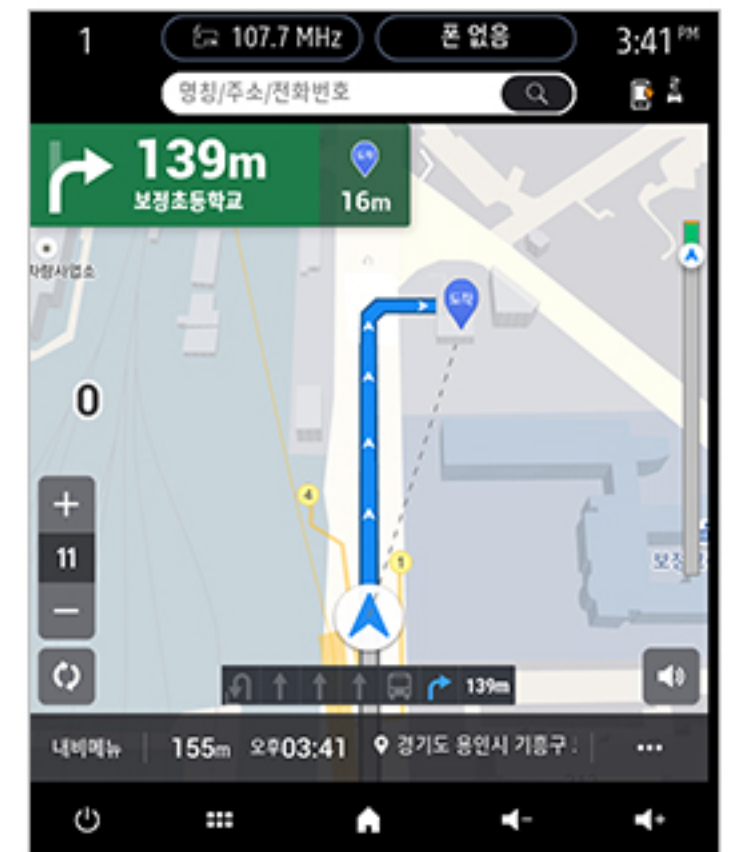 1
107.7 MHz
폰 없음
3:41 PM
명칭/주소/전화번호
139m
보정초등학교
도착
16m
차량사업소
도착
0
4
1
+
11
−
보정
139m
내비메뉴
155m
오후03:41
경기도 용인시 기흥구
...